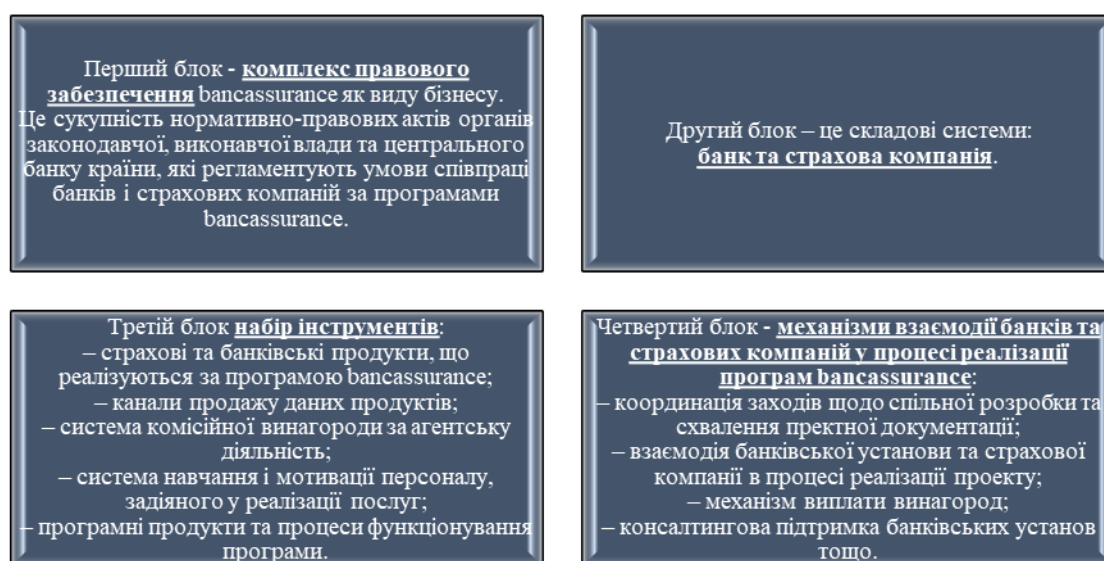 Перший блок - комплекс правового
забезпечення bancassurance як виду бізнесу.
Це сукупність нормативно-правових актів органів
законодавчої, виконавчої влади та центрального
банку країни, які регламентують умови співпраці
банків і страхових компаній за програмами
bancassurance.
Другий блок – це складові системи:
банк та страхова компанія.
Третій блок набір інструментів:
– страхові та банківські продукти, що
реалізуються за програмою bancassurance;
– канали продажу даних продуктів;
– система комісійної винагороди за агентську
діяльність;
– система навчання і мотивації персоналу,
задіяного у реалізації послуг;
– програмні продукти та процеси функціонування
програми.
Четвертий блок - механізми взаємодії банків та
страхових компаній у процесі реалізації
програм bancassurance:
– координація заходів щодо спільної розробки та
схвалення пректної документації;
– взаємодія банківської установи та страхової
компанії в процесі реалізації проекту;
– механізм виплати винагород;
– консалтингова підтримка банківських установ
тощо.